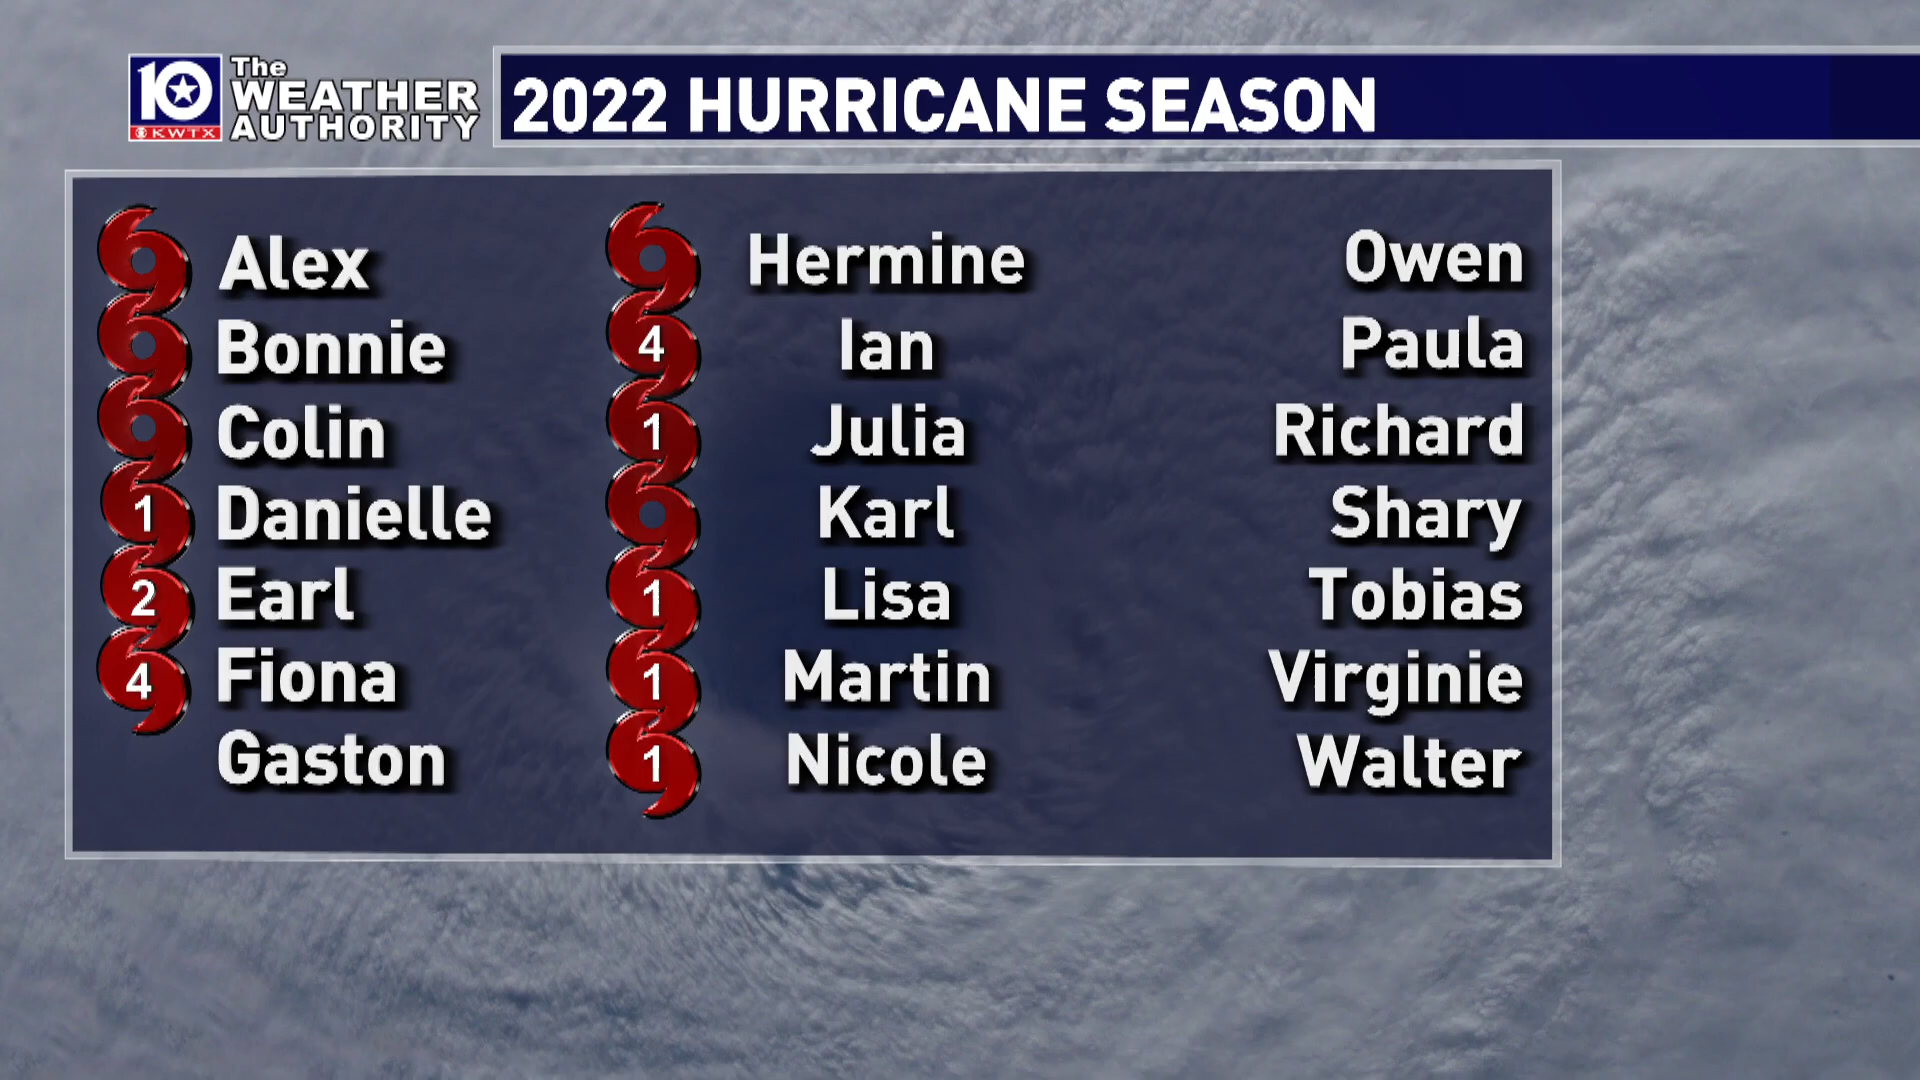 10
KWTX
The
WEATHER
AUTHORITY
2022 HURRICANE SEASON
Alex
Bonnie
Colin
1 Danielle
2 Earl
4 Fiona
Gaston
Hermine
4 Ian
1 Julia
Karl
1 Lisa
1 Martin
1 Nicole
Owen
Paula
Richard
Shary
Tobias
Virginie
Walter